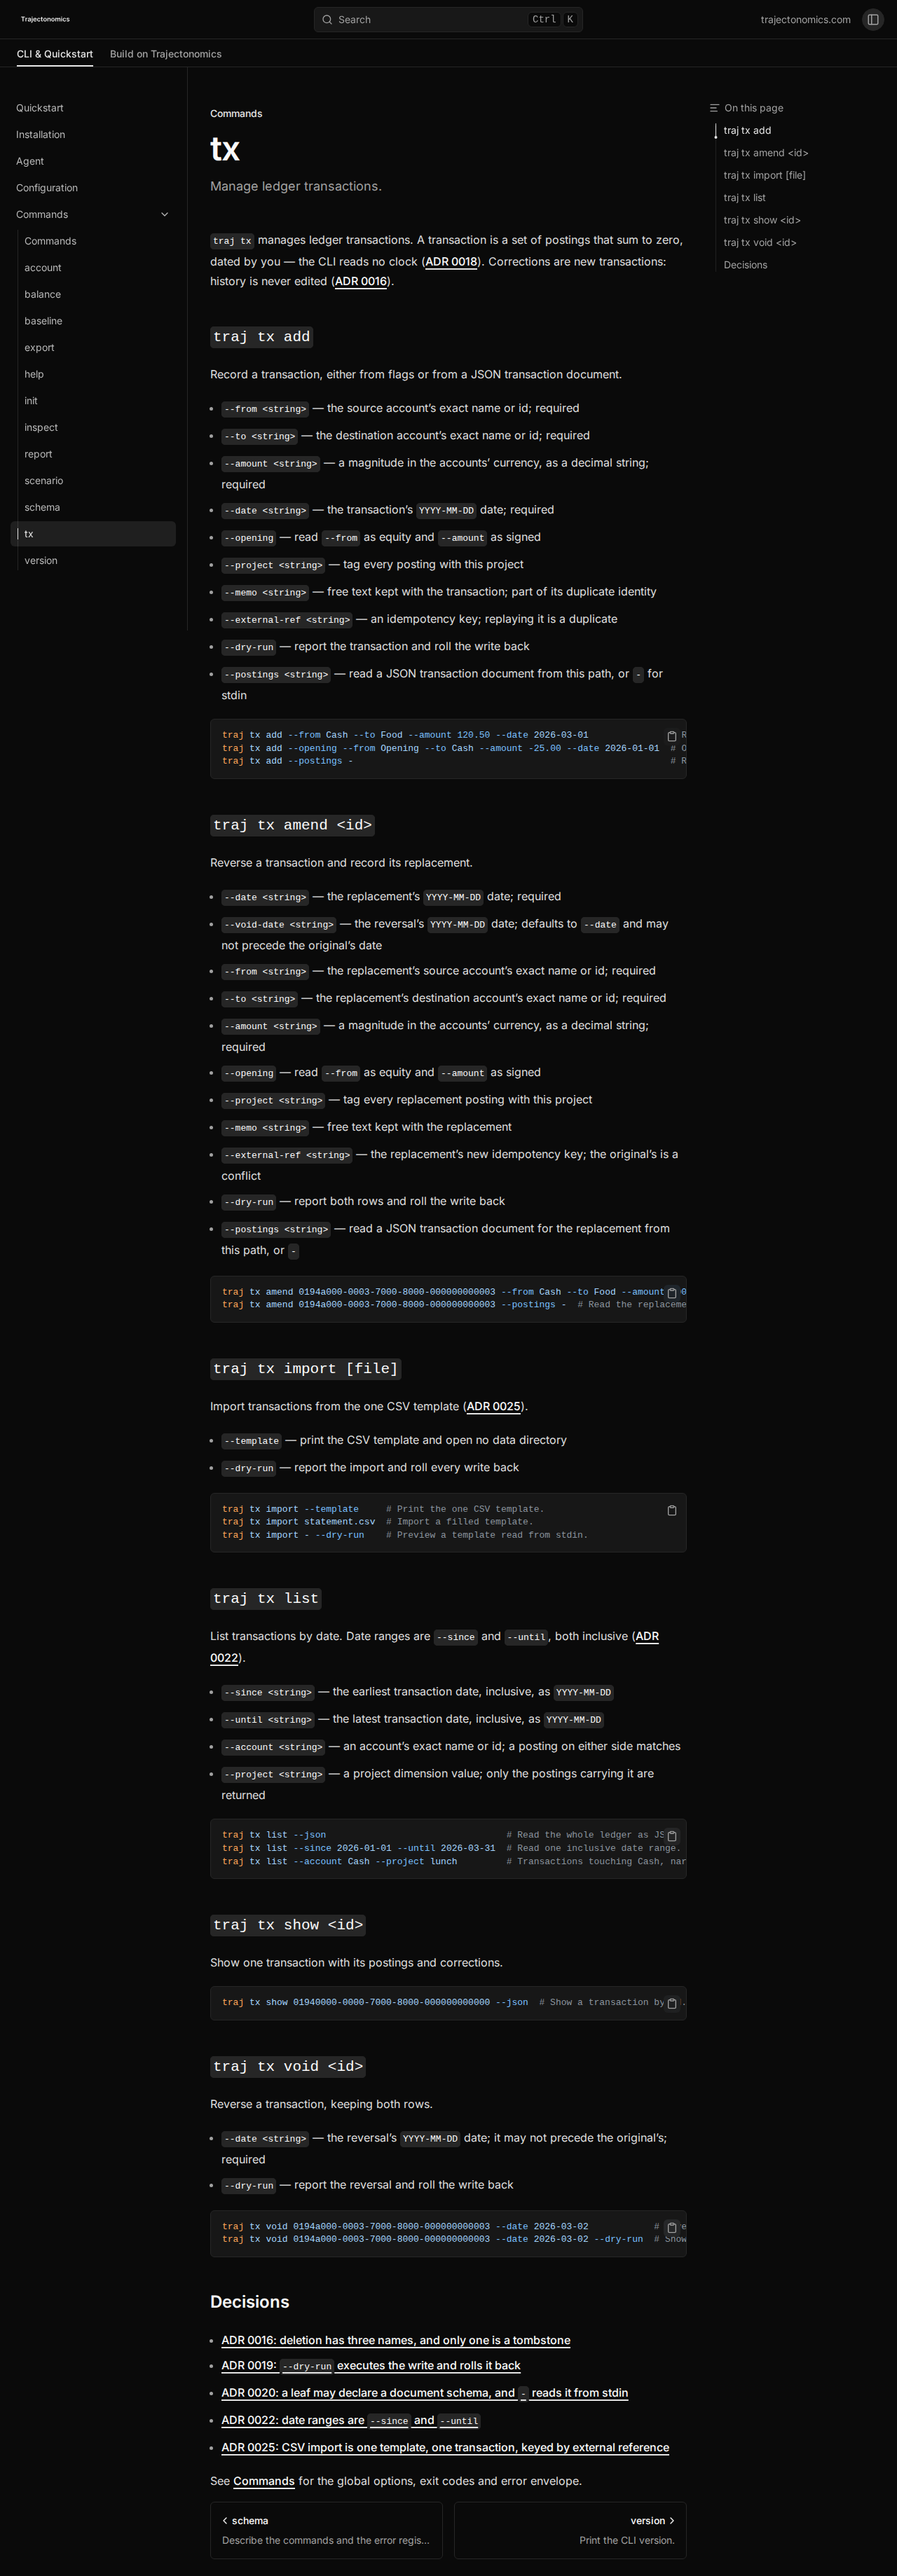 Trajectonomics
Search
Ctrl K
trajectonomics.com
CLI & Quickstart
Build on Trajectonomics
Quickstart
Installation
Agent
Configuration
Commands
Commands
account
balance
baseline
export
help
init
inspect
report
scenario
schema
tx
version
Commands
tx
Manage ledger transactions.
traj tx manages ledger transactions. A transaction is a set of postings that sum to zero,
dated by you — the CLI reads no clock (ADR 0018). Corrections are new transactions:
history is never edited (ADR 0016).
traj tx add
Record a transaction, either from flags or from a JSON transaction document.
--from <string> — the source account’s exact name or id; required
--to <string> — the destination account’s exact name or id; required
--amount <string> — a magnitude in the accounts’ currency, as a decimal string;
required
--date <string> — the transaction’s YYYY-MM-DD date; required
--opening — read --from as equity and --amount as signed
--project <string> — tag every posting with this project
--memo <string> — free text kept with the transaction; part of its duplicate identity
--external-ref <string> — an idempotency key; replaying it is a duplicate
--dry-run — report the transaction and roll the write back
--postings <string> — read a JSON transaction document from this path, or - for
stdin
traj tx add --from Cash --to Food --amount 120.50 --date 2026-03-01 R
traj tx add --opening --from Opening --to Cash --amount -25.00 --date 2026-01-01 # O
traj tx add --postings - # R
traj tx amend <id>
Reverse a transaction and record its replacement.
--date <string> — the replacement’s YYYY-MM-DD date; required
--void-date <string> — the reversal’s YYYY-MM-DD date; defaults to --date and may
not precede the original’s date
--from <string> — the replacement’s source account’s exact name or id; required
--to <string> — the replacement’s destination account’s exact name or id; required
--amount <string> — a magnitude in the accounts’ currency, as a decimal string;
required
--opening — read --from as equity and --amount as signed
--project <string> — tag every replacement posting with this project
--memo <string> — free text kept with the replacement
--external-ref <string> — the replacement’s new idempotency key; the original’s is a
conflict
--dry-run — report both rows and roll the write back
--postings <string> — read a JSON transaction document for the replacement from
this path, or -
traj tx amend 0194a000-0003-7000-8000-000000000003 --from Cash --to Food --amount
traj tx amend 0194a000-0003-7000-8000-000000000003 --postings - # Read the replaceme
traj tx import [file]
Import transactions from the one CSV template (ADR 0025).
--template — print the CSV template and open no data directory
--dry-run — report the import and roll every write back
traj tx import --template # Print the one CSV template.
traj tx import statement.csv # Import a filled template.
traj tx import - --dry-run # Preview a template read from stdin.
traj tx list
List transactions by date. Date ranges are --since and --until, both inclusive (ADR
0022).
--since <string> — the earliest transaction date, inclusive, as YYYY-MM-DD
--until <string> — the latest transaction date, inclusive, as YYYY-MM-DD
--account <string> — an account’s exact name or id; a posting on either side matches
--project <string> — a project dimension value; only the postings carrying it are
returned
traj tx list --json # Read the whole ledger as JS
traj tx list --since 2026-01-01 --until 2026-03-31 # Read one inclusive date range.
traj tx list --account Cash --project lunch # Transactions touching Cash, nar
traj tx show <id>
Show one transaction with its postings and corrections.
traj tx show 01940000-0000-7000-8000-000000000000 --json # Show a transaction by
traj tx void <id>
Reverse a transaction, keeping both rows.
--date <string> — the reversal’s YYYY-MM-DD date; it may not precede the original’s;
required
--dry-run — report the reversal and roll the write back
traj tx void 0194a000-0003-7000-8000-000000000003 --date 2026-03-02 #
traj tx void 0194a000-0003-7000-8000-000000000003 --date 2026-03-02 --dry-run # Show
Decisions
ADR 0016: deletion has three names, and only one is a tombstone
ADR 0019: --dry-run executes the write and rolls it back
ADR 0020: a leaf may declare a document schema, and - reads it from stdin
ADR 0022: date ranges are --since and --until
ADR 0025: CSV import is one template, one transaction, keyed by external reference
See Commands for the global options, exit codes and error envelope.
schema
Describe the commands and the error regis...
version
Print the CLI version.
On this page
traj tx add
traj tx amend <id>
traj tx import [file]
traj tx list
traj tx show <id>
traj tx void <id>
Decisions